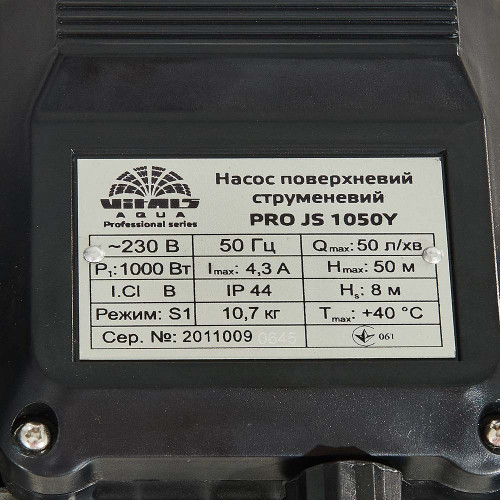 Vitals
AQUA
Professional series
Насос поверхневий
струменевий
PRO JS 1050Y
~230 В 50 Гц Qmax: 50 л/хв
P1: 1000 Вт Imax: 4,3 А Hmax: 50 м
I.Cl B IP 44 Hs: 8 м
Режим: S1 10,7 кг Tmax: +40 °C
Сер. №: 2011009 0845 061